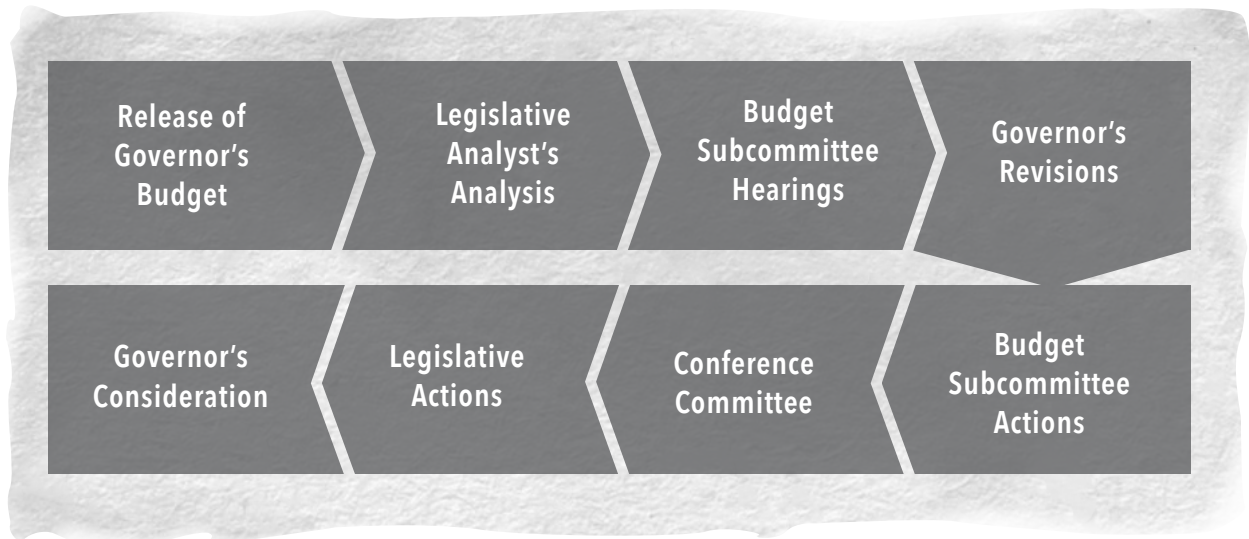 Release of
Governor’s
Budget
Legislative
Analyst’s
Analysis
Budget
Subcommittee
Hearings
Governor’s
Revisions
Budget
Subcommittee
Actions
Conference
Committee
Legislative
Actions
Governor’s
Consideration